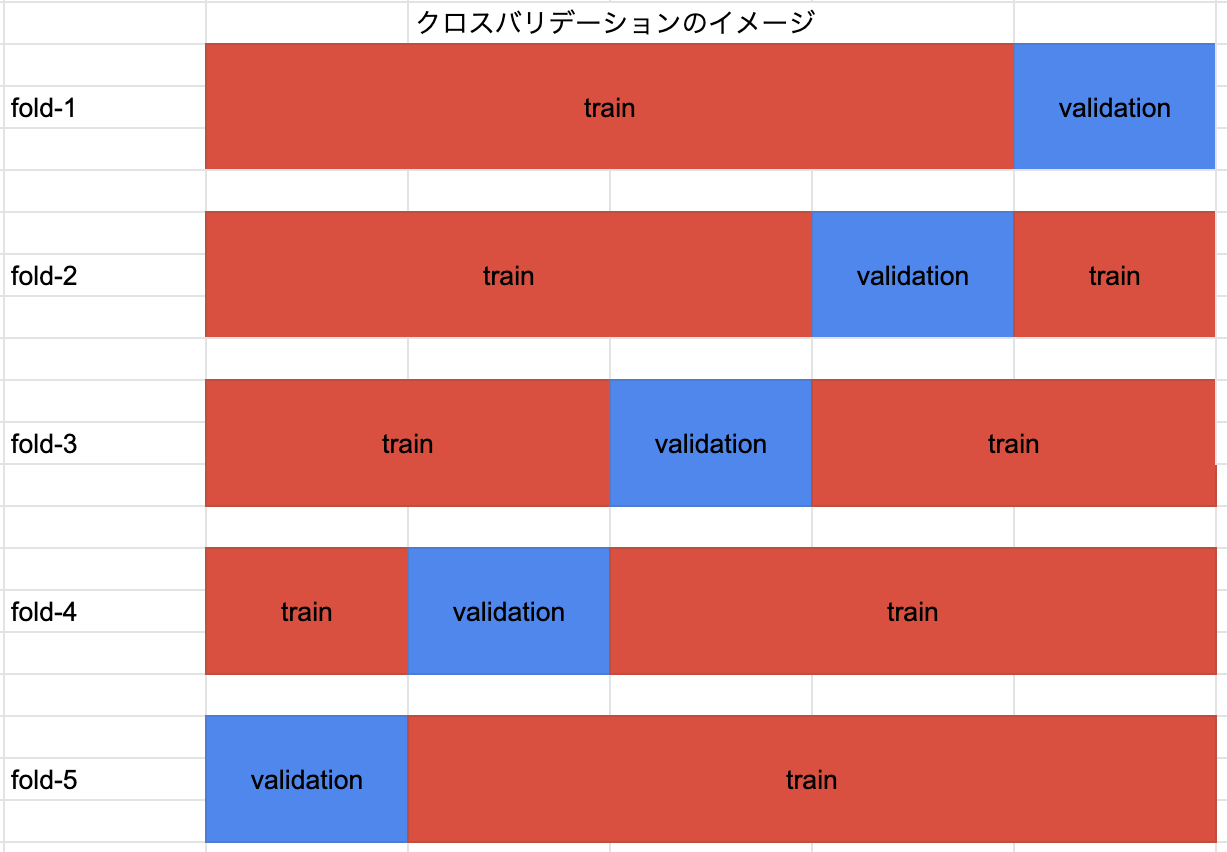 クロスバリデーションのイメージ
fold-1 train validation
fold-2 train validation train
fold-3 train validation train
fold-4 train validation train
fold-5 validation train